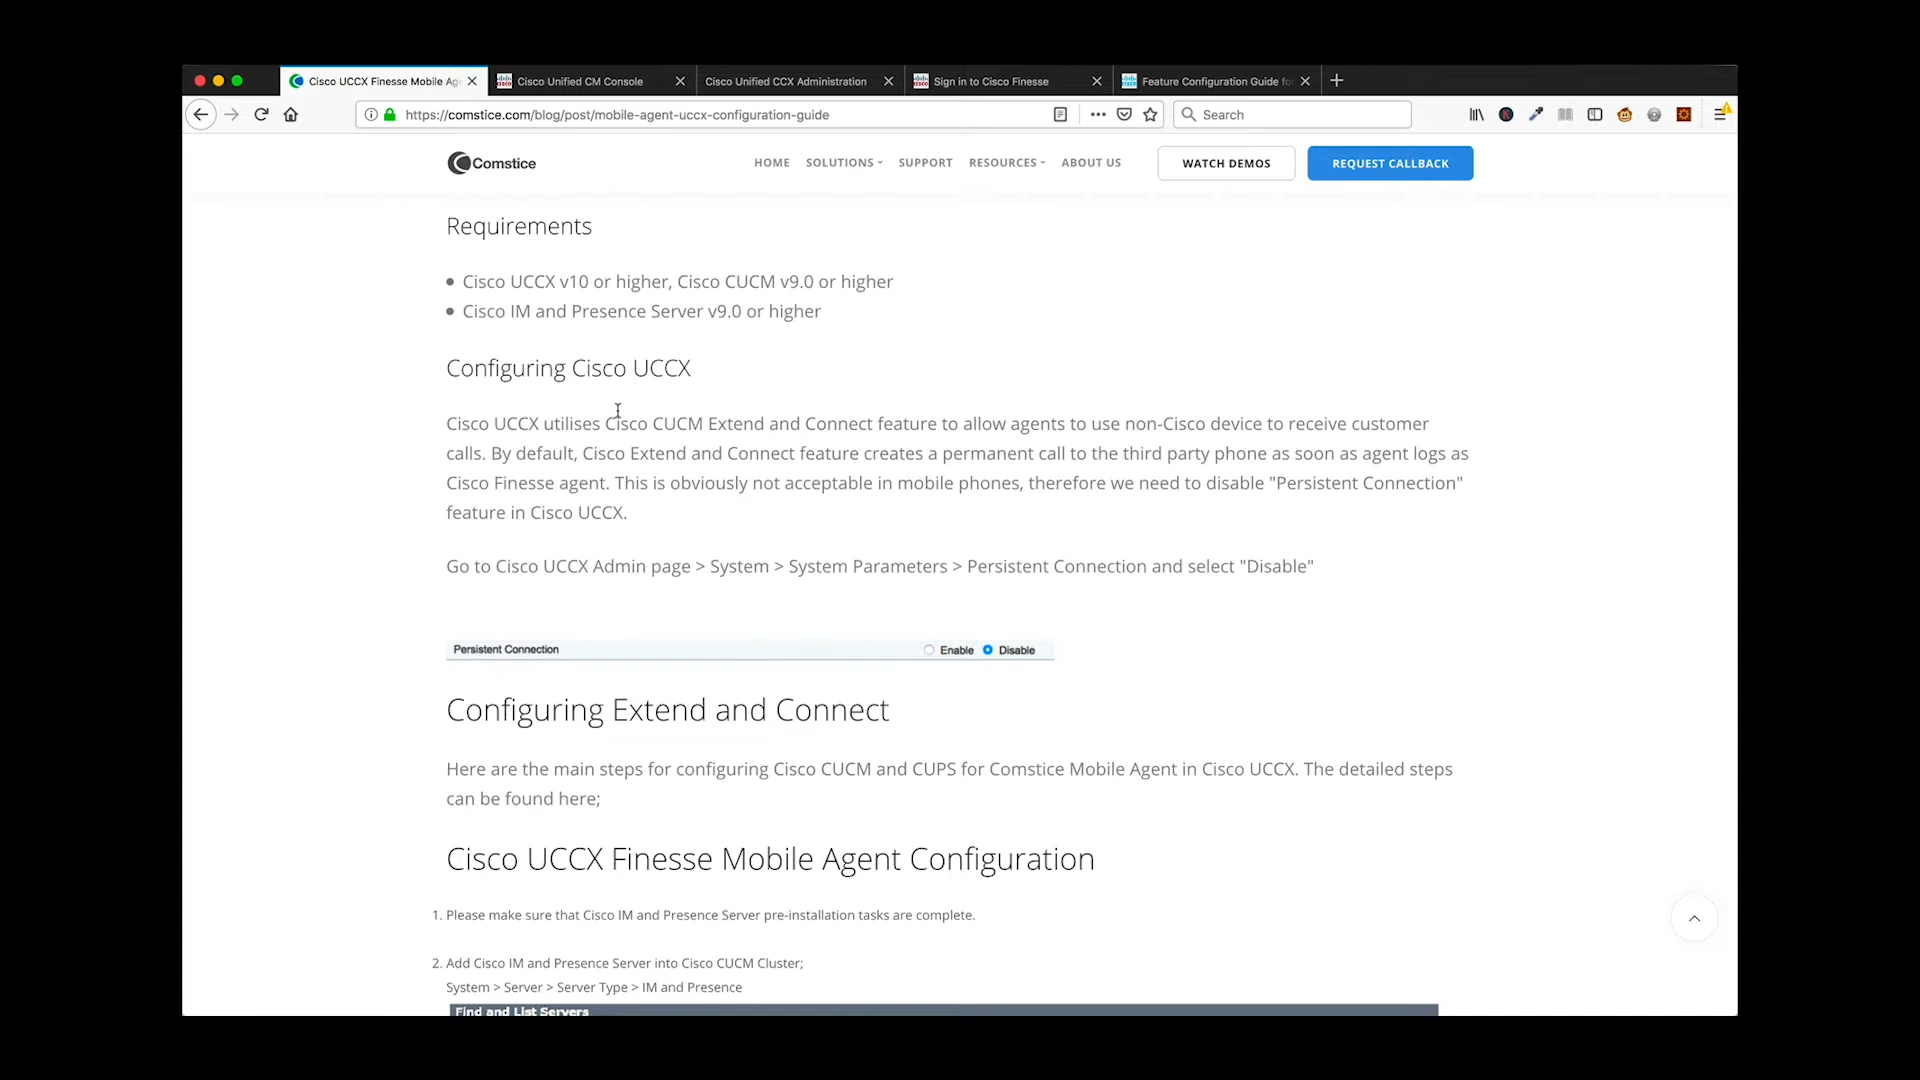 Cisco UCCX Finesse Mobile Ag
Cisco Unified CM Console
Cisco Unified CCX Administration
Sign in to Cisco Finesse
Feature Configuration Guide fo
https://comstice.com/blog/post/mobile-agent-uccx-configuration-guide
Search
Comstice
HOME
SOLUTIONS
SUPPORT
RESOURCES
ABOUT US
WATCH DEMOS
REQUEST CALLBACK
Requirements
Cisco UCCX v10 or higher, Cisco CUCM v9.0 or higher
Cisco IM and Presence Server v9.0 or higher
Configuring Cisco UCCX
Cisco UCCX utilises Cisco CUCM Extend and Connect feature to allow agents to use non-Cisco device to receive customer
calls. By default, Cisco Extend and Connect feature creates a permanent call to the third party phone as soon as agent logs as
Cisco Finesse agent. This is obviously not acceptable in mobile phones, therefore we need to disable "Persistent Connection"
feature in Cisco UCCX.
Go to Cisco UCCX Admin page > System > System Parameters > Persistent Connection and select "Disable"
Persistent Connection Enable Disable
Configuring Extend and Connect
Here are the main steps for configuring Cisco CUCM and CUPS for Comstice Mobile Agent in Cisco UCCX. The detailed steps
can be found here;
Cisco UCCX Finesse Mobile Agent Configuration
1. Please make sure that Cisco IM and Presence Server pre-installation tasks are complete.
2. Add Cisco IM and Presence Server into Cisco CUCM Cluster;
System > Server > Server Type > IM and Presence
Find and List Servers